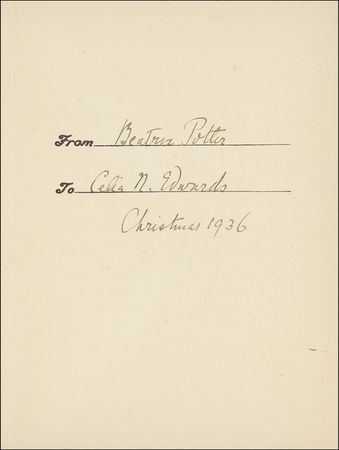 From Beatrix Potter
To Celia N. Edwards
Christmas 1936